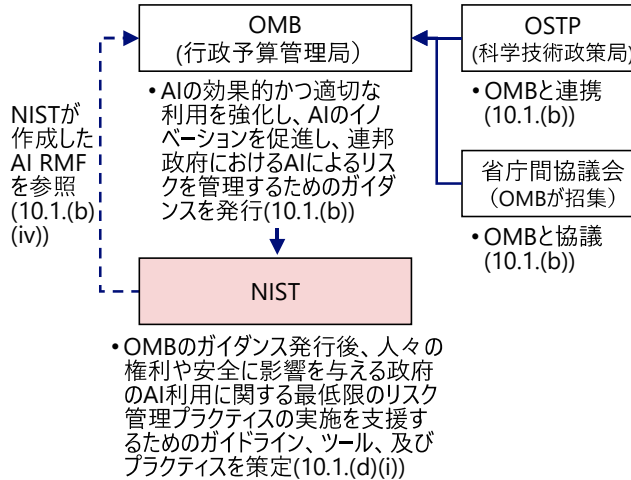 OMB
(行政予算管理局）
OSTP
(科学技術政策局)
NISTが
作成した
AI RMF
を参照
(10.1.(b)
(iv))
•AIの効果的かつ適切な
利用を強化し、AIのイノ
ベーションを促進し、連邦
政府におけるAIによるリス
クを管理するためのガイダ
ンスを発行(10.1.(b))
•OMBと連携
(10.1.(b))
省庁間協議会
（OMBが招集）
•OMBと協議
(10.1.(b))
NIST
•OMBのガイダンス発行後、人々の
権利や安全に影響を与える政府
のAI利用に関する最低限のリスク
管理プラクティスの実施を支援す
るためのガイドライン、ツール、及び
プラクティスを策定(10.1.(d)(i))